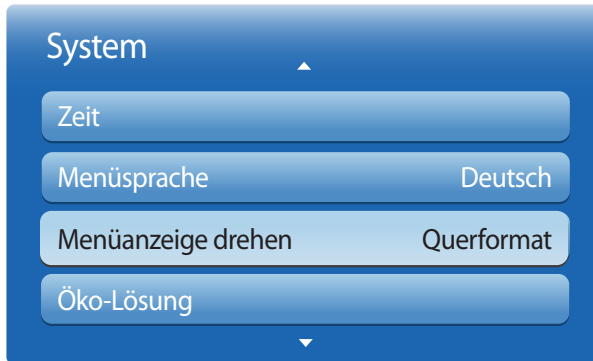 System
Zeit
Menüsprache Deutsch
Menüanzeige drehen Querformat
Öko-Lösung